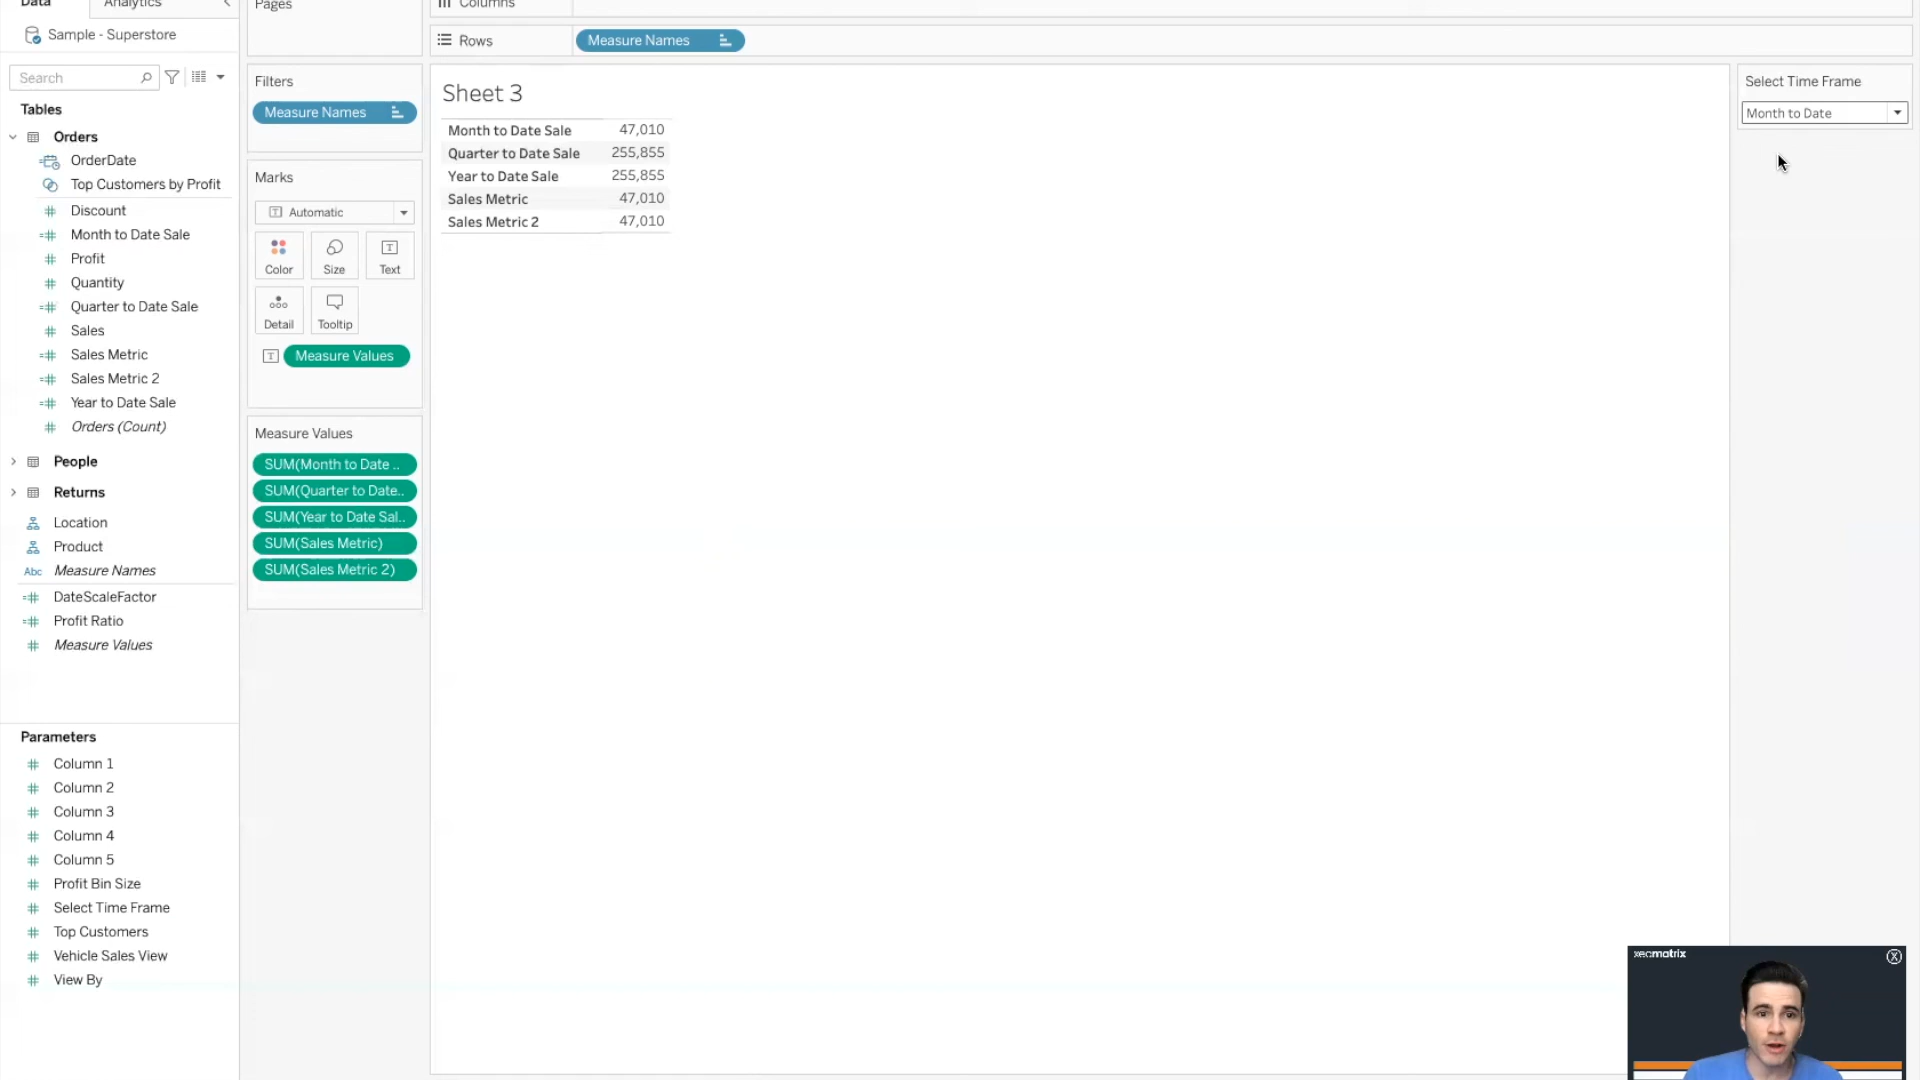 Data
Analytics
Sample - Superstore
Search
Tables
Orders
OrderDate
Top Customers by Profit
Discount
Month to Date Sale
Profit
Quantity
Quarter to Date Sale
Sales
Sales Metric
Sales Metric 2
Year to Date Sale
Orders (Count)
People
Returns
Location
Product
Abc Measure Names
DateScaleFactor
Profit Ratio
Measure Values
Parameters
Column 1
Column 2
Column 3
Column 4
Column 5
Profit Bin Size
Select Time Frame
Top Customers
Vehicle Sales View
View By
Pages
Filters
Measure Names
Marks
Automatic
Color Size Text
Detail Tooltip
Measure Values
Measure Values
SUM(Month to Date ..
SUM(Quarter to Date..
SUM(Year to Date Sal..
SUM(Sales Metric)
SUM(Sales Metric 2)
Columns
Rows Measure Names
Sheet 3
Month to Date Sale 47,010
Quarter to Date Sale 255,855
Year to Date Sale 255,855
Sales Metric 47,010
Sales Metric 2 47,010
Select Time Frame
Month to Date
xeomatrix